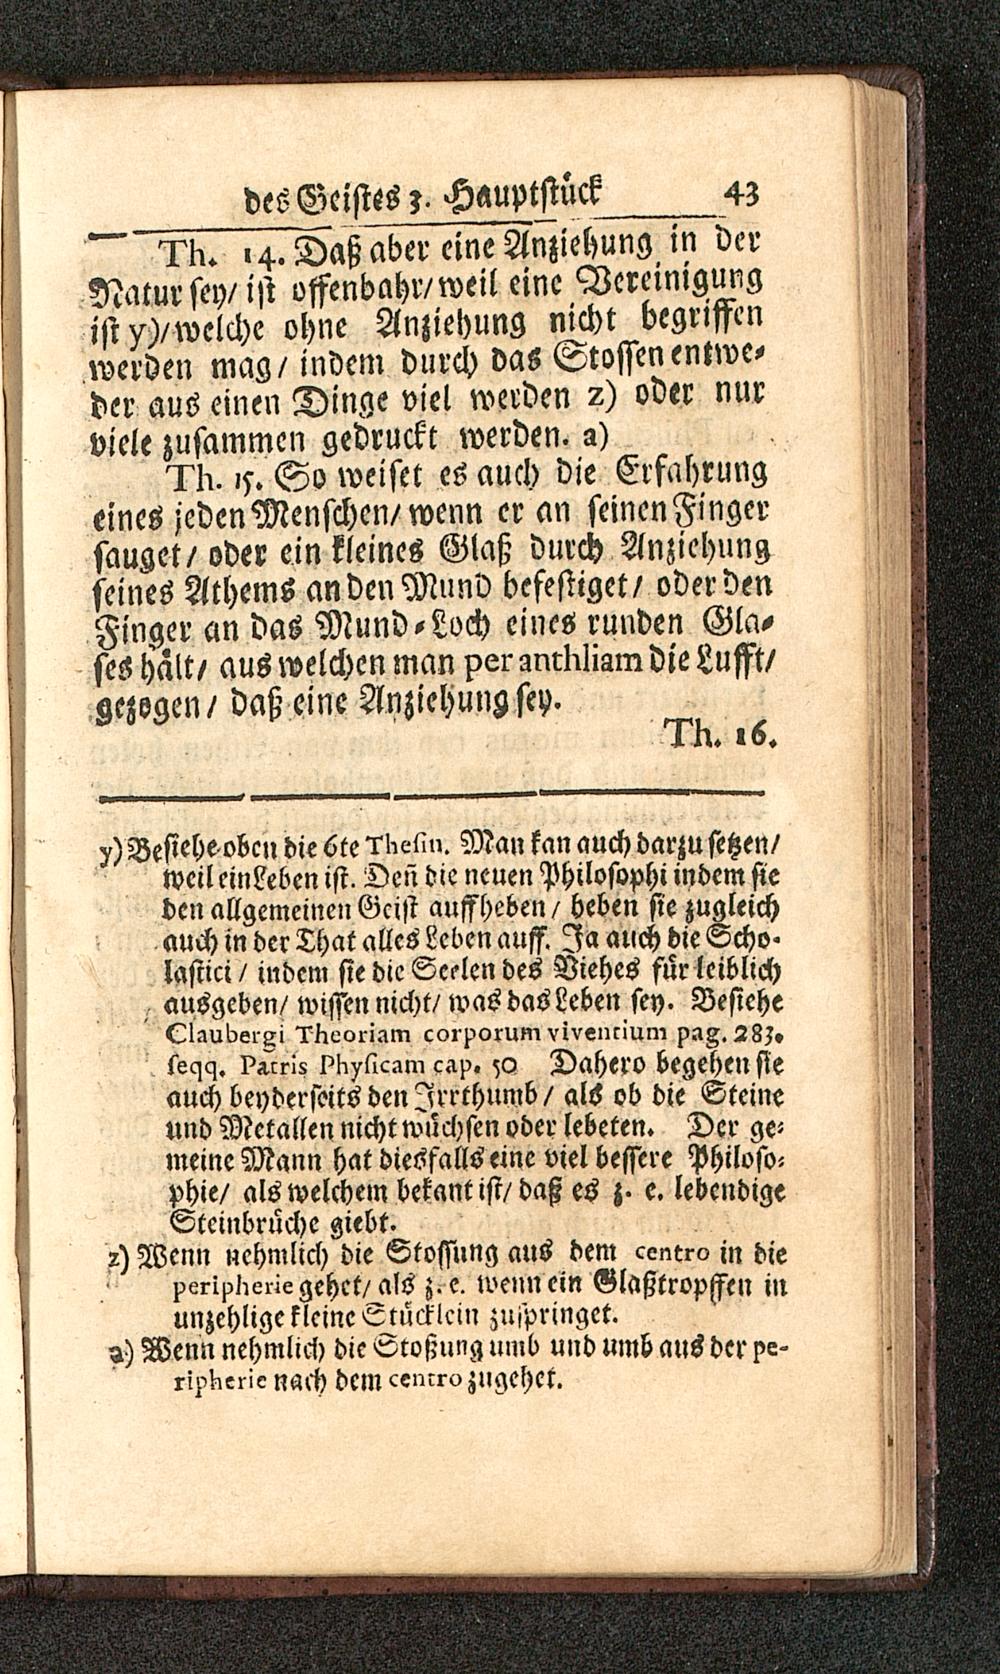 des Geistes 3. Hauptstück 43
Th. 14. Daß aber eine Anziehung in der
Natur sey/ ist offenbahr/ weil eine Vereinigung
ist y)/ welche ohne Anziehung nicht begriffen
werden mag/ indem durch das Stossen entwe-
der aus einen Dinge viel werden z) oder nur
viele zusammen gedruckt werden. a)
Th. 15. So weiset es auch die Erfahrung
eines jeden Menschen/ wenn er an seinen Finger
sauget/ oder ein kleines Glaß durch Anziehung
seines Athems an den Mund befestiget/ oder den
Finger an das Mund-Loch eines runden Gla-
ses hält/ aus welchen man per anthliam die Lufft/
gezogen/ daß eine Anziehung sey.
Th. 16.
y) Besiehe oben die 6te Thesin. Man kan auch darzu setzen/
weil ein Leben ist. Deñ die neuen Philosophi indem sie
den allgemeinen Geist auffheben/ heben sie zugleich
auch in der That alles Leben auff. Ja auch die Scho-
lastici/ indem sie die Seelen des Viehes für leiblich
ausgeben/ wissen nicht/ was das Leben sey. Besiehe
Claubergi Theoriam corporum viventium pag. 283.
seqq. Patris Physicam cap. 50 Dahero begehen sie
auch beyderseits den Irrthumb/ als ob die Steine
und Metallen nicht wüchsen oder lebeten. Der ge-
meine Mann hat diesfalls eine viel bessere Philoso-
phie/ als welchem bekant ist/ daß es z. e. lebendige
Steinbrüche giebt.
z) Wenn nehmlich die Stossung aus dem centro in die
peripherie gehet/ als z. e. wenn ein Glaßtropffen in
unzehlige kleine Stücklein zuspringet.
a) Wenn nehmlich die Stoßung umb und umb aus der pe-
ripherie nach dem centro zugehet.